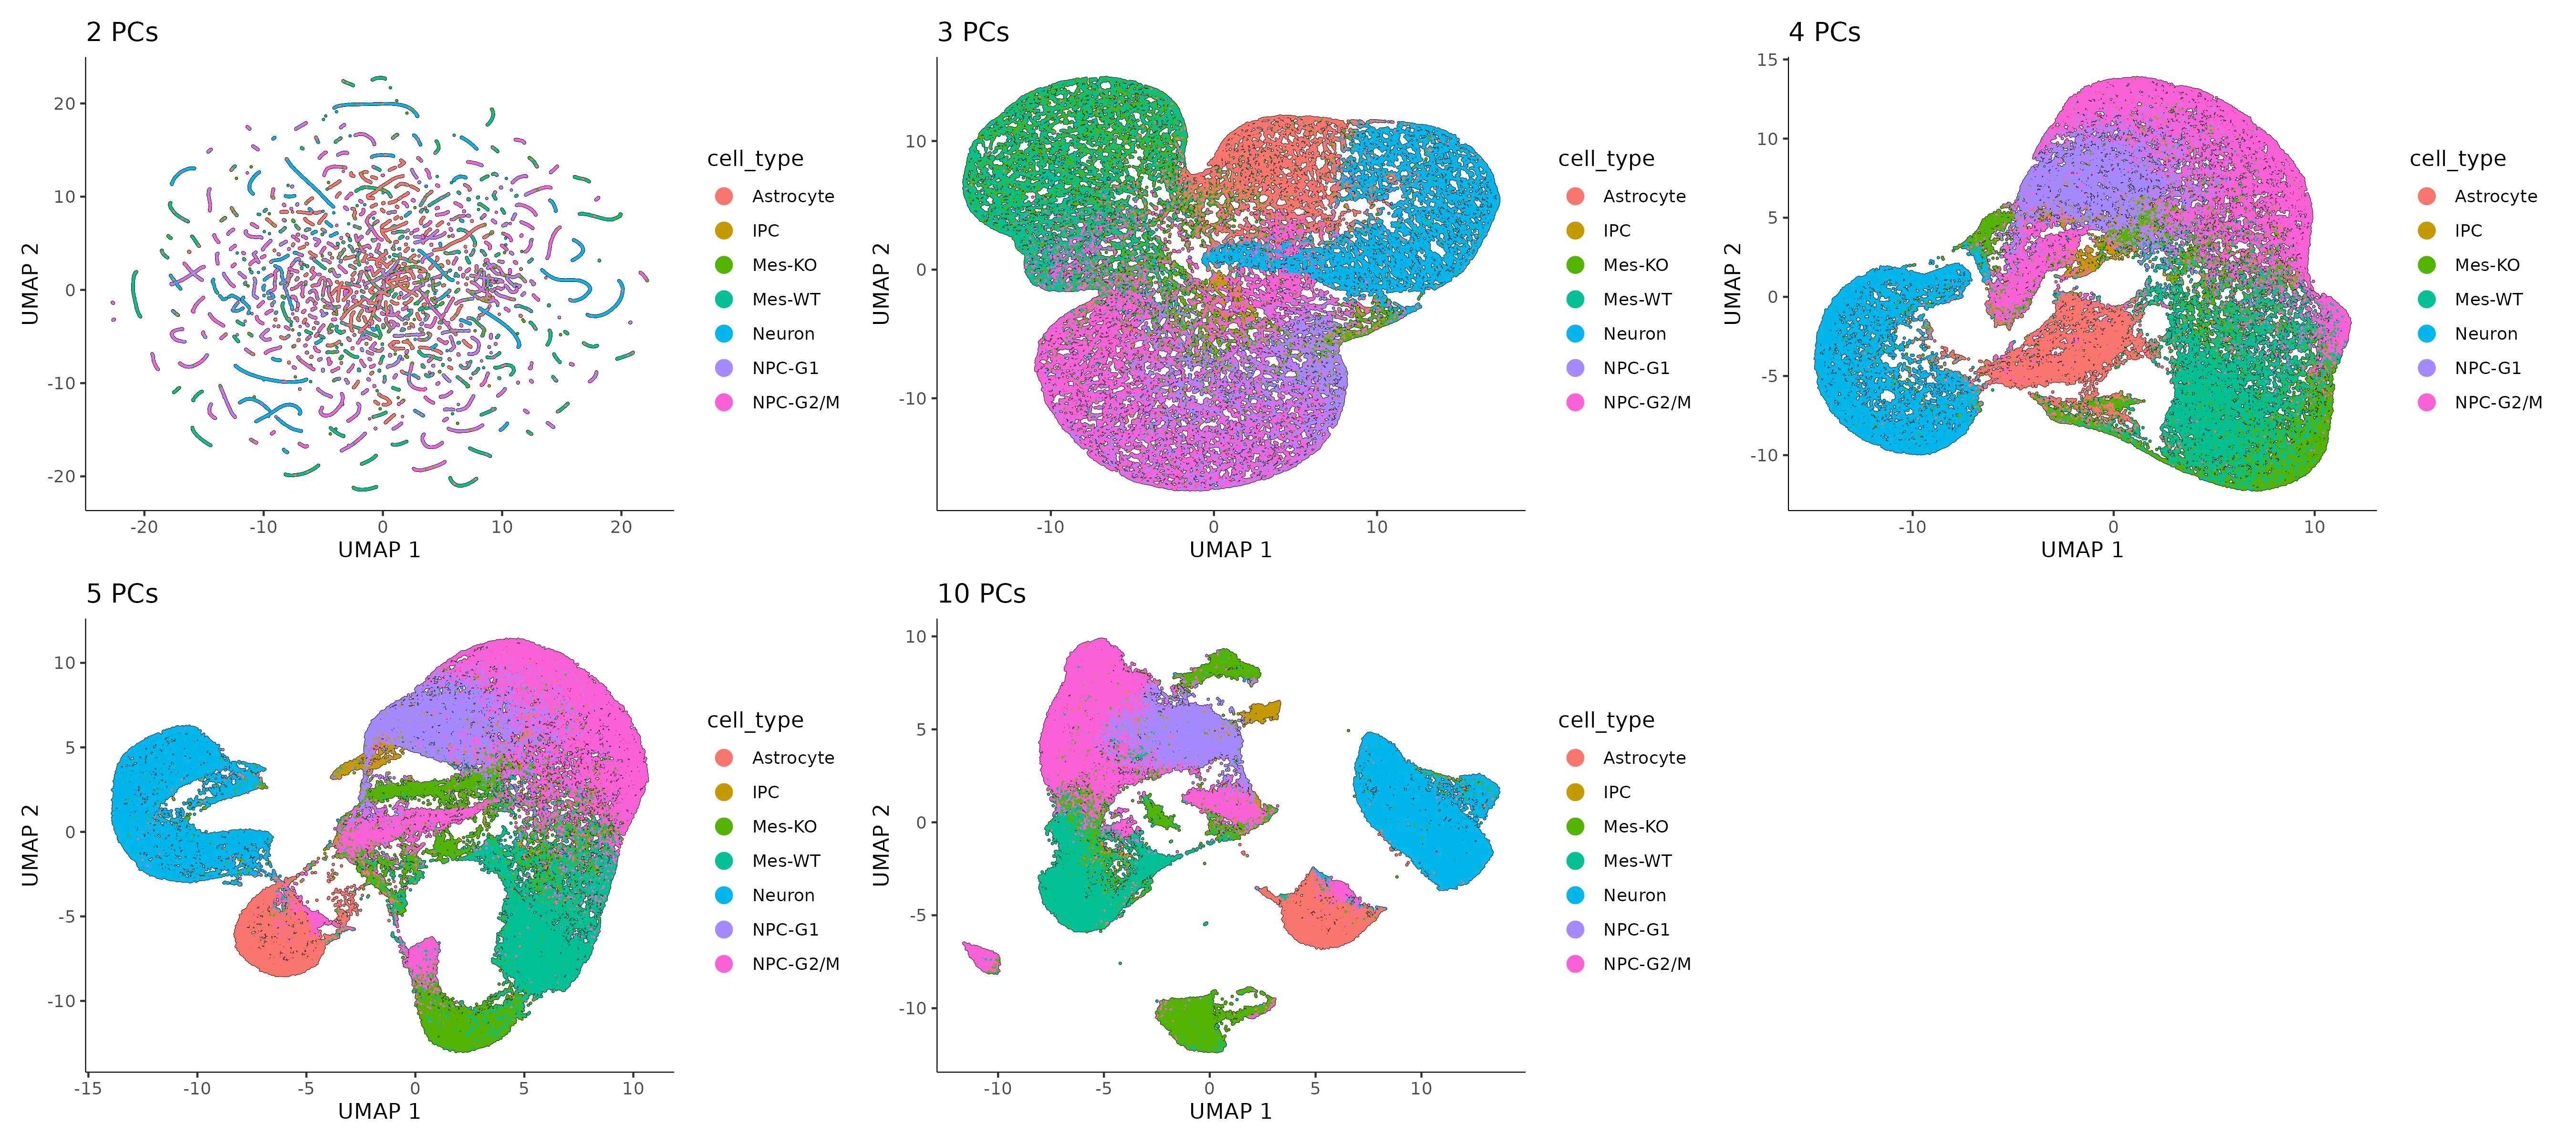 2 PCs
20
10
0
-10
-20
-20
-10
0
10
20
UMAP 1
UMAP 2
cell_type
Astrocyte
IPC
Mes-KO
Mes-WT
Neuron
NPC-G1
NPC-G2/M
3 PCs
10
0
-10
-10
0
10
UMAP 1
UMAP 2
cell_type
Astrocyte
IPC
Mes-KO
Mes-WT
Neuron
NPC-G1
NPC-G2/M
4 PCs
15
10
5
0
-5
-10
-10
0
10
UMAP 1
UMAP 2
cell_type
Astrocyte
IPC
Mes-KO
Mes-WT
Neuron
NPC-G1
NPC-G2/M
5 PCs
10
5
0
-5
-10
-15
-10
-5
0
5
10
UMAP 1
UMAP 2
cell_type
Astrocyte
IPC
Mes-KO
Mes-WT
Neuron
NPC-G1
NPC-G2/M
10 PCs
10
5
0
-5
-10
-10
-5
0
5
10
UMAP 1
UMAP 2
cell_type
Astrocyte
IPC
Mes-KO
Mes-WT
Neuron
NPC-G1
NPC-G2/M